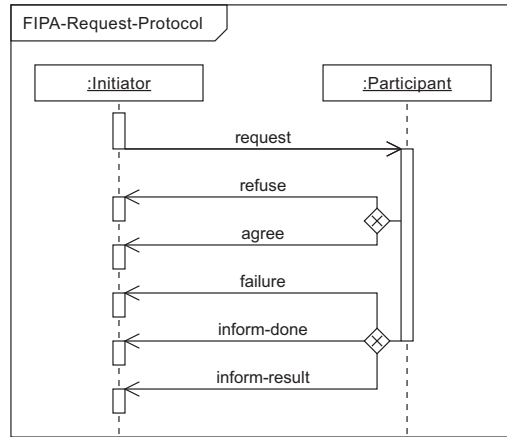 FIPA-Request-Protocol
:Initiator
:Participant
request
refuse
agree
failure
inform-done
inform-result